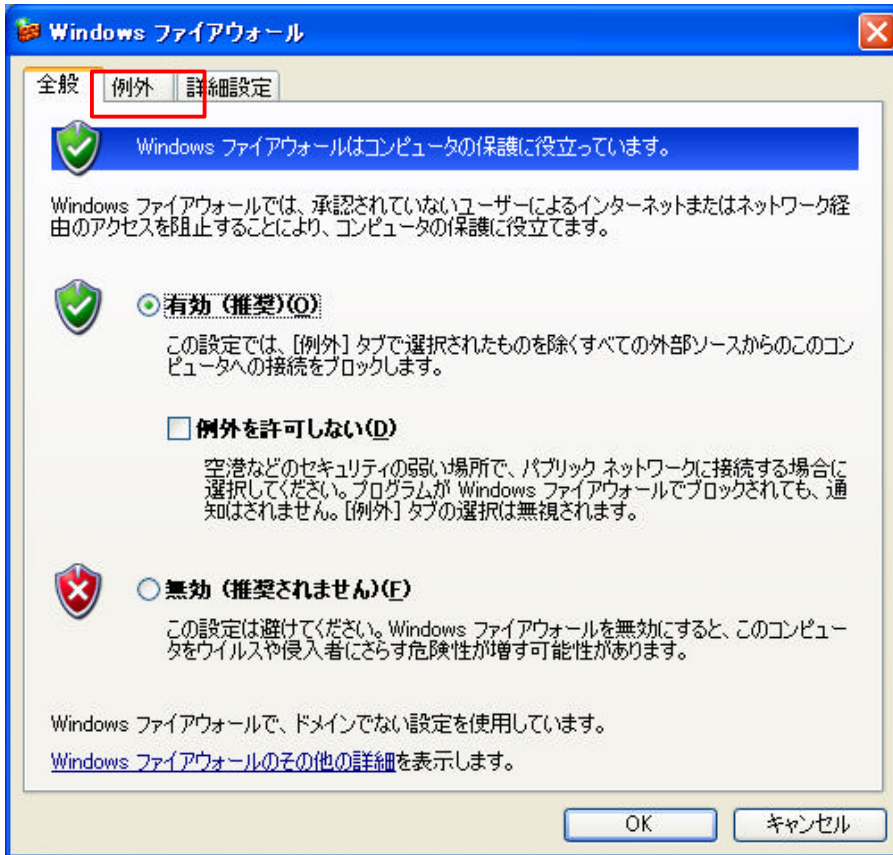 Windows ファイアウォール
全般 例外 詳細設定
Windows ファイアウォールはコンピュータの保護に役立っています。
Windows ファイアウォールでは、承認されていないユーザーによるインターネットまたはネットワーク経
由のアクセスを阻止することにより、コンピュータの保護に役立てます。
有効 (推奨)(O)
この設定では、[例外] タブで選択されたものを除くすべての外部ソースからのこのコン
ピュータへの接続をブロックします。
例外を許可しない(D)
空港などのセキュリティの弱い場所で、パブリック ネットワークに接続する場合に
選択してください。プログラムが Windows ファイアウォールでブロックされても、通
知はされません。[例外] タブの選択は無視されます。
無効 (推奨されません)(F)
この設定は避けてください。Windows ファイアウォールを無効にすると、このコンピュー
タをウイルスや侵入者にさらす危険性が増す可能性があります。
Windows ファイアウォールで、ドメインでない設定を使用しています。
Windows ファイアウォールのその他の詳細を表示します。
OK キャンセル